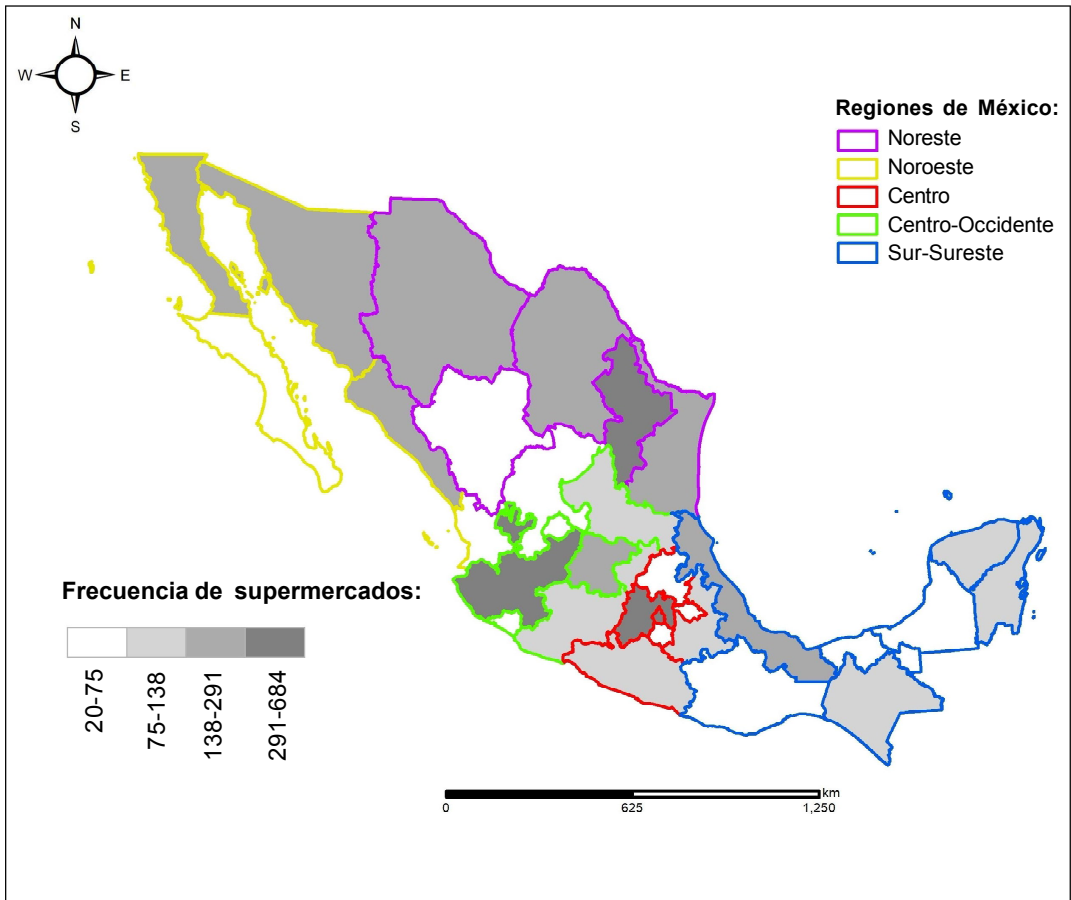 N
W
E
S
Regiones de México:
Noreste
Noroeste
Centro
Centro-Occidente
Sur-Sureste
Frecuencia de supermercados:
20-75
75-138
138-291
291-684
km
0
625
1,250